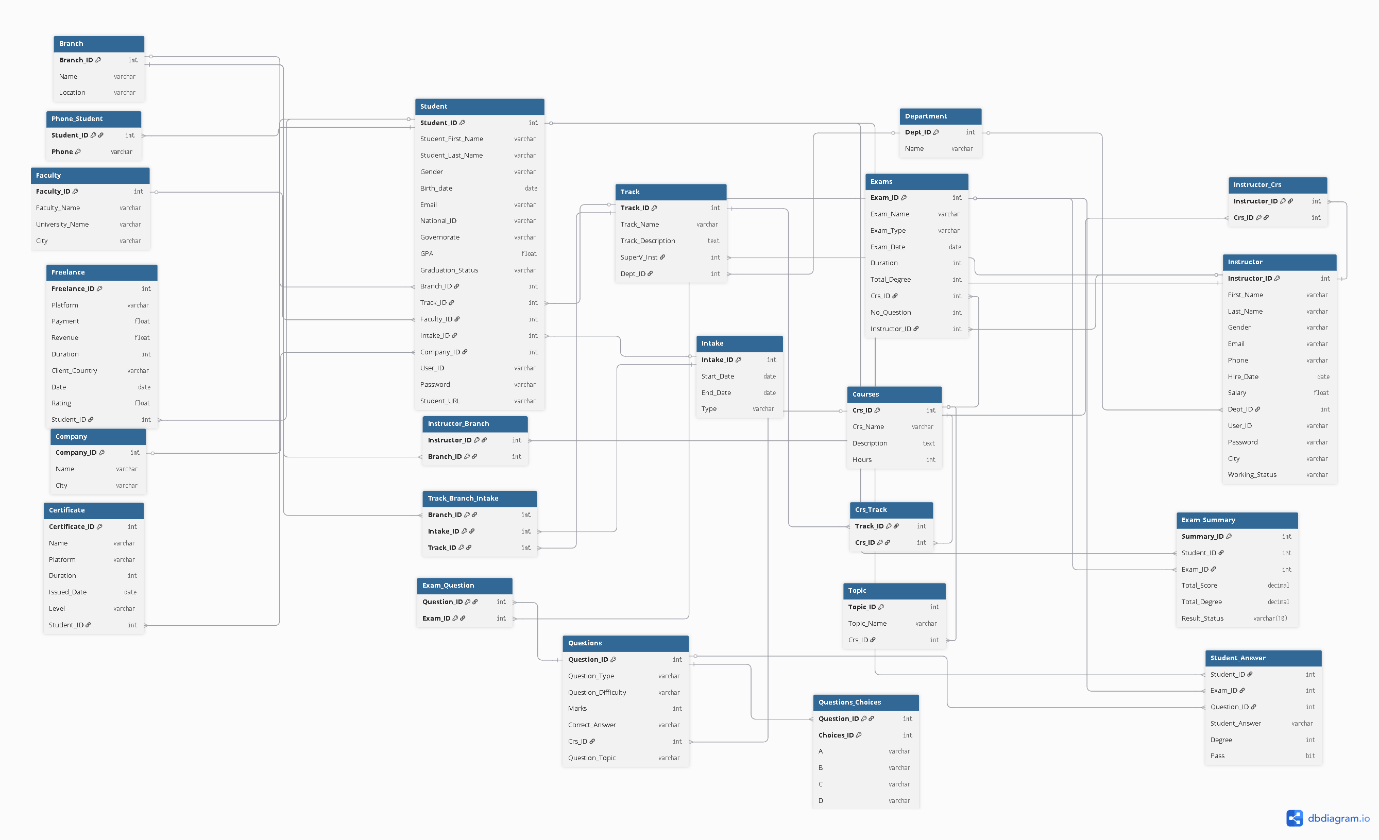 Branch
Branch_ID int
Name varchar
Location varchar
Phone_Student
Student_ID int
Phone varchar
Faculty
Faculty_ID int
Faculty_Name varchar
University_Name varchar
City varchar
Freelance
Freelance_ID int
Platform varchar
Payment float
Revenue float
Duration int
Client_Country varchar
Date date
Rating float
Student_ID int
Company
Company_ID int
Name varchar
City varchar
Certificate
Certificate_ID int
Name varchar
Platform varchar
Duration int
Issued_Date date
Level varchar
Student_ID int
Student
Student_ID int
Student_First_Name varchar
Student_Last_Name varchar
Gender varchar
Birth_date date
Email varchar
National_ID varchar
Governorate varchar
GPA float
Graduation_Status varchar
Branch_ID int
Track_ID int
Faculty_ID int
Intake_ID int
Company_ID int
User_ID varchar
Password varchar
Student_URL varchar
Instructor_Branch
Instructor_ID int
Branch_ID int
Track_Branch_Intake
Branch_ID int
Intake_ID int
Track_ID int
Exam_Question
Question_ID int
Exam_ID int
Questions
Question_ID int
Question_Type varchar
Question_Difficulty varchar
Marks int
Correct_Answer varchar
Crs_ID int
Question_Topic varchar
Track
Track_ID int
Track_Name varchar
Track_Description text
SuperV_Inst int
Dept_ID int
Intake
Intake_ID int
Start_Date date
End_Date date
Type varchar
Department
Dept_ID int
Name varchar
Exams
Exam_ID int
Exam_Name varchar
Exam_Type varchar
Exam_Date date
Duration int
Total_Degree int
Crs_ID int
No_Question int
Instructor_ID int
Courses
Crs_ID int
Crs_Name varchar
Description text
Hours int
Crs_Track
Track_ID int
Crs_ID int
Topic
Topic_ID int
Topic_Name varchar
Crs_ID int
Questions_Choices
Question_ID int
Choices_ID int
A varchar
B varchar
C varchar
D varchar
Instructor_Crs
Instructor_ID int
Crs_ID int
Instructor
Instructor_ID int
First_Name varchar
Last_Name varchar
Gender varchar
Email varchar
Phone varchar
Hire_Date date
Salary float
Dept_ID int
User_ID varchar
Password varchar
City varchar
Working_Status varchar
Exam_Summary
Summary_ID int
Student_ID int
Exam_ID int
Total_Score decimal
Total_Degree decimal
Result_Status varchar(10)
Student_Answer
Student_ID int
Exam_ID int
Question_ID int
Student_Answer varchar
Degree int
Pass bit
dbdiagram.io